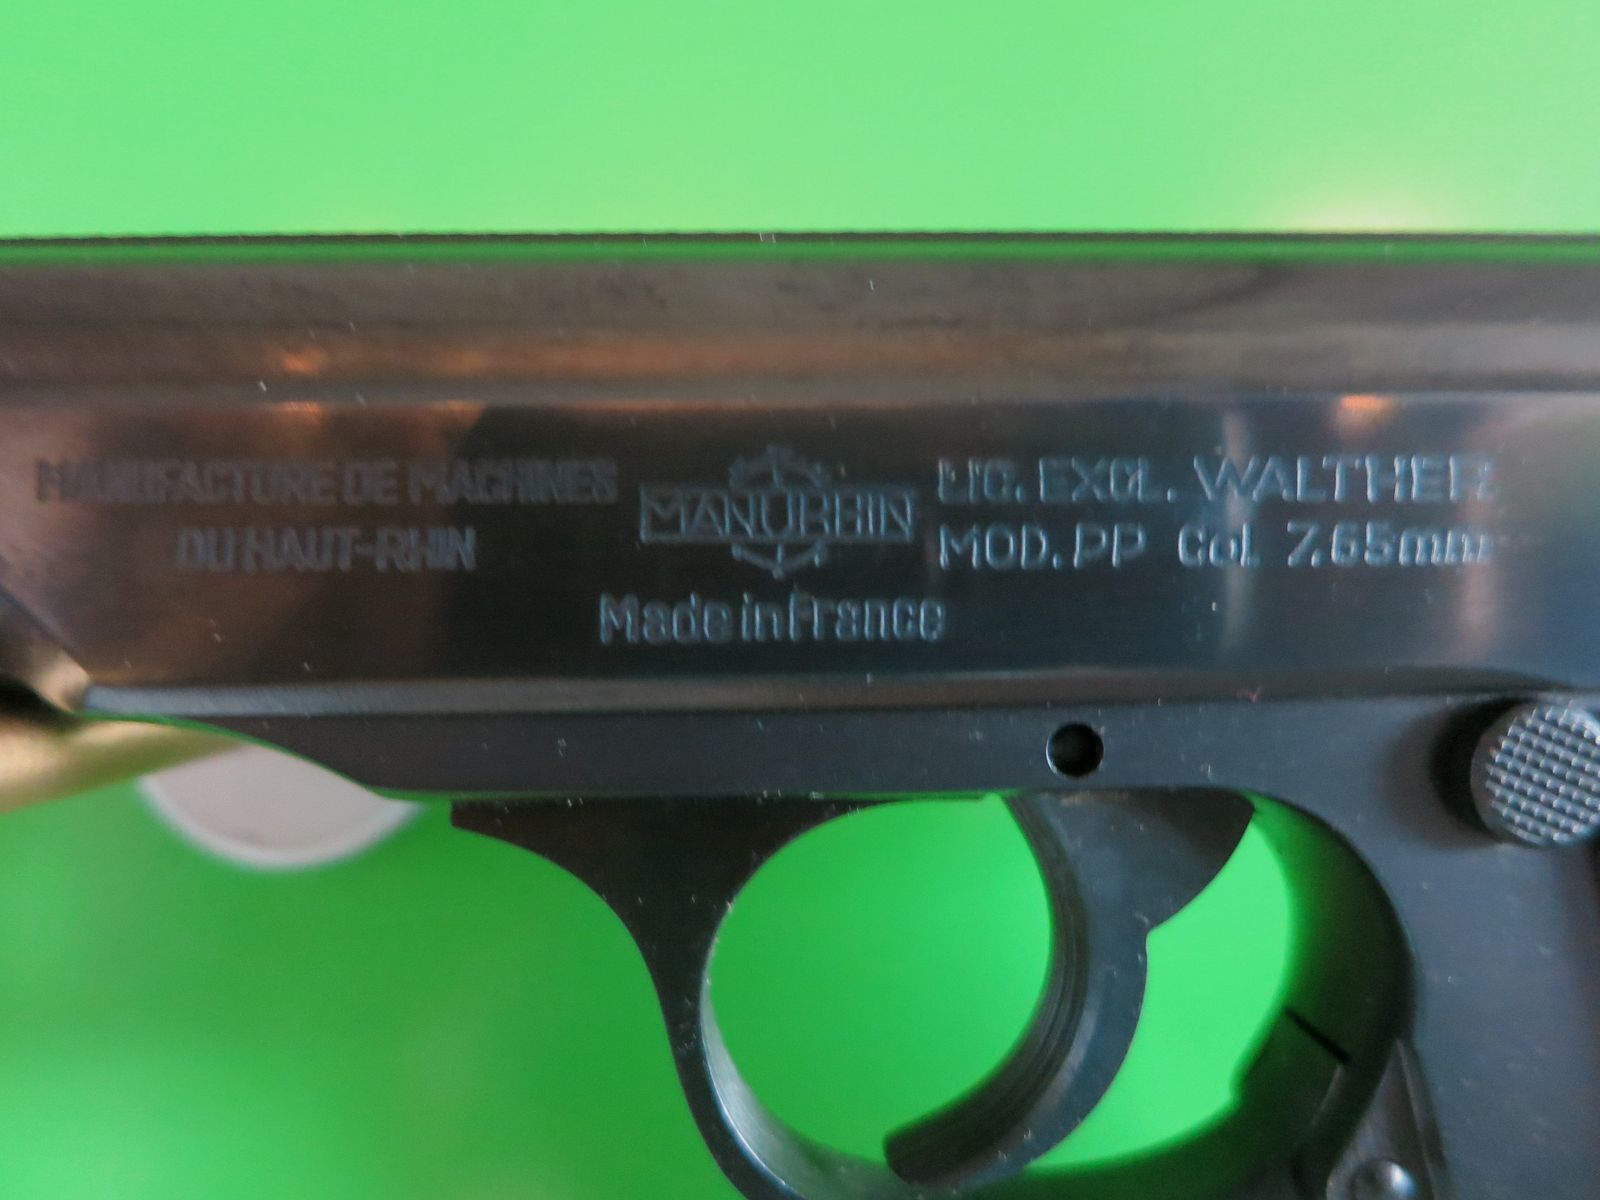 MANUFACTURE DE MACHINES
DU HAUT-RHIN
MANURHIN
LIC. EXCL. WALTHER
MOD. PP Cal. 7,65mm
Made in France